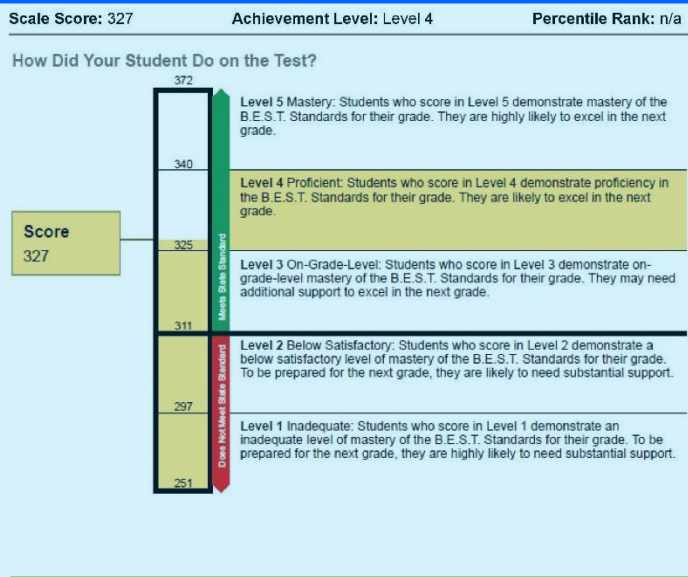 Scale Score: 327 Achievement Level: Level 4 Percentile Rank: n/a
How Did Your Student Do on the Test?
372
Level 5 Mastery: Students who score in Level 5 demonstrate mastery of the
B.E.S.T. Standards for their grade. They are highly likely to excel in the next
grade.
340
Level 4 Proficient: Students who score in Level 4 demonstrate proficiency in
the B.E.S.T. Standards for their grade. They are likely to excel in the next
grade.
Score
327
325
Meets State Standard
Level 3 On-Grade-Level: Students who score in Level 3 demonstrate on-
grade-level mastery of the B.E.S.T. Standards for their grade. They may need
additional support to excel in the next grade.
311
Does Not Meet State Standard
Level 2 Below Satisfactory: Students who score in Level 2 demonstrate a
below satisfactory level of mastery of the B.E.S.T. Standards for their grade.
To be prepared for the next grade, they are likely to need substantial support.
297
Level 1 Inadequate: Students who score in Level 1 demonstrate an
inadequate level of mastery of the B.E.S.T. Standards for their grade. To be
prepared for the next grade, they are highly likely to need substantial support.
251